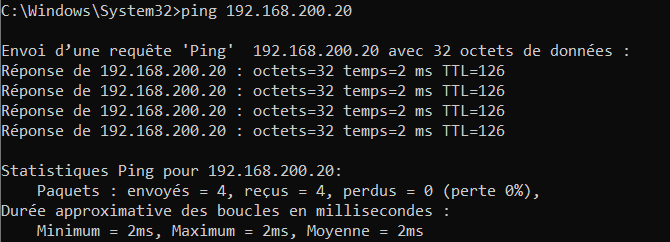 C:\Windows\System32>ping 192.168.200.20
Envoi d’une requête 'Ping'  192.168.200.20 avec 32 octets de données :
Réponse de 192.168.200.20 : octets=32 temps=2 ms TTL=126
Réponse de 192.168.200.20 : octets=32 temps=2 ms TTL=126
Réponse de 192.168.200.20 : octets=32 temps=2 ms TTL=126
Réponse de 192.168.200.20 : octets=32 temps=2 ms TTL=126
Statistiques Ping pour 192.168.200.20:
    Paquets : envoyés = 4, reçus = 4, perdus = 0 (perte 0%),
Durée approximative des boucles en millisecondes :
    Minimum = 2ms, Maximum = 2ms, Moyenne = 2ms